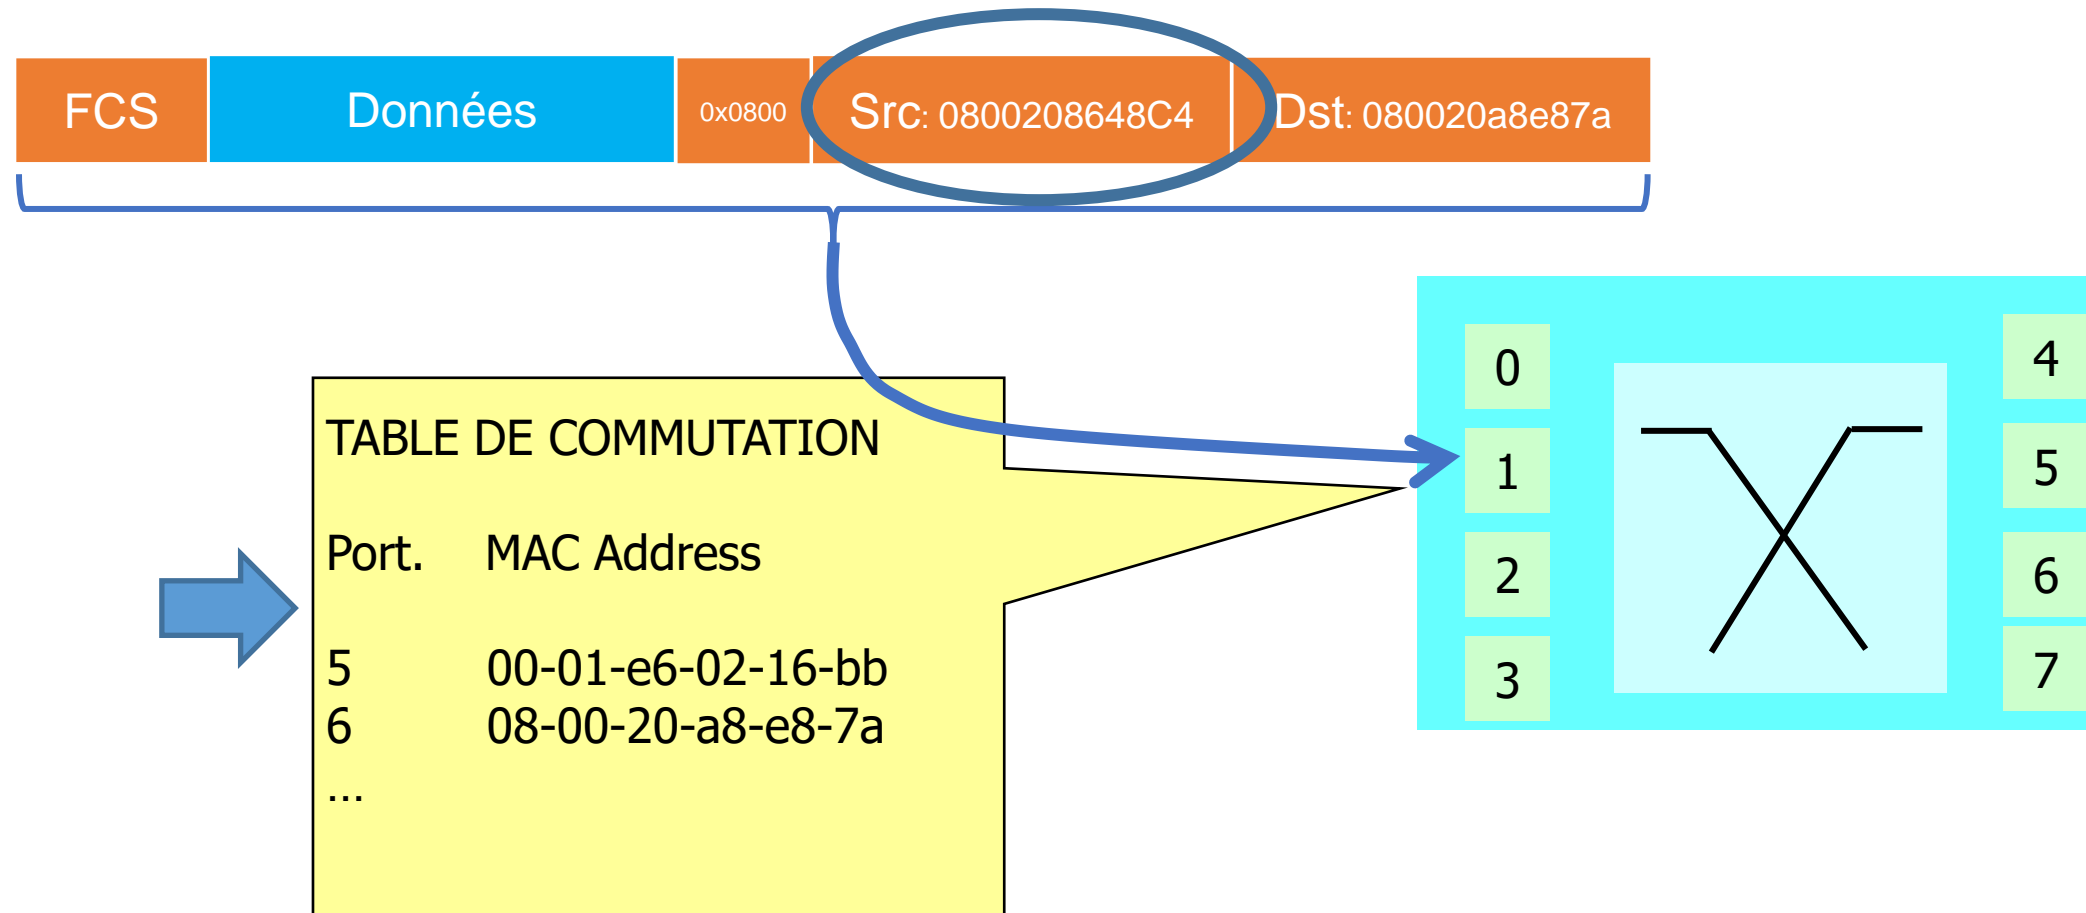 FCS Données 0x0800 Src: 0800208648C4 Dst: 080020a8e87a
TABLE DE COMMUTATION
Port. MAC Address
5 00-01-e6-02-16-bb
6 08-00-20-a8-e8-7a
...
0
1
2
3
4
5
6
7